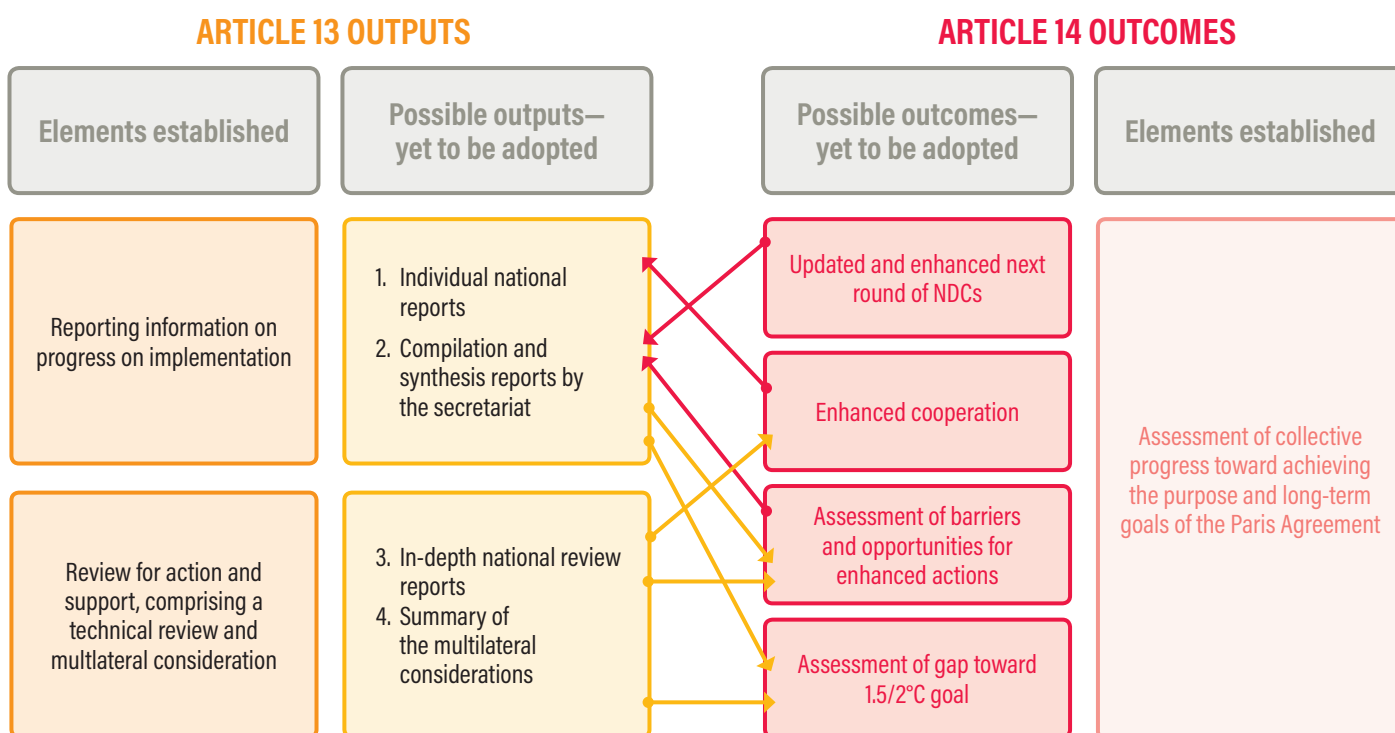 ARTICLE 13 OUTPUTS
ARTICLE 14 OUTCOMES
Elements established
Possible outputs—
yet to be adopted
Possible outcomes—
yet to be adopted
Elements established
Reporting information on
progress on implementation
1. Individual national
reports
2. Compilation and
synthesis reports by
the secretariat
Updated and enhanced next
round of NDCs
Enhanced cooperation
Assessment of barriers
and opportunities for
enhanced actions
Assessment of collective
progress toward achieving
the purpose and long-term
goals of the Paris Agreement
Review for action and
support, comprising a
technical review and
multlateral consideration
3. In-depth national review
reports
4. Summary of
the multilateral
considerations
Assessment of gap toward
1.5/2°C goal